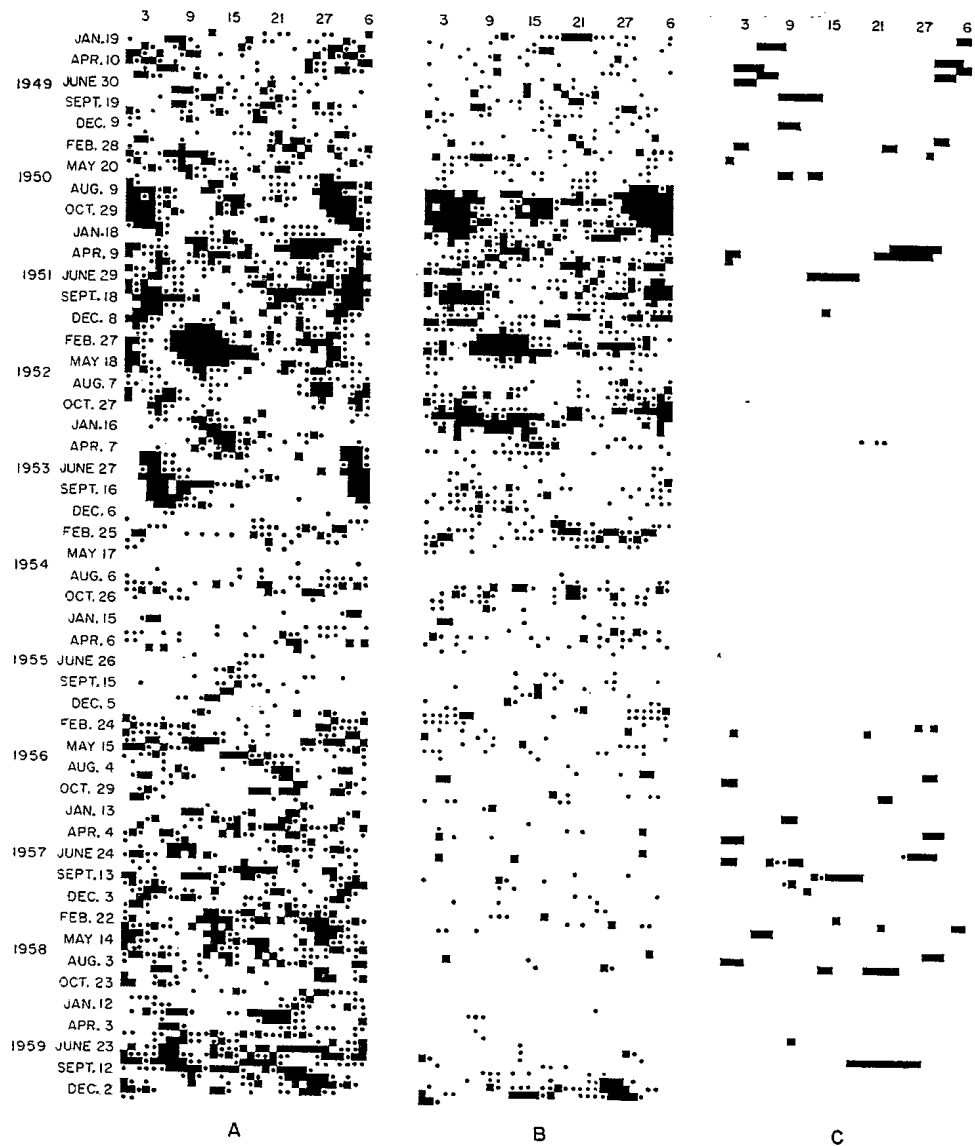 3 9 15 21 27 6 3 9 15 21 27 6 3 9 15 21 27 6
JAN. 19
APR. 10
1949 JUNE 30
SEPT. 19
DEC. 9
FEB. 28
MAY 20
1950
AUG. 9
OCT. 29
JAN. 18
APR. 9
1951 JUNE 29
SEPT. 18
DEC. 8
FEB. 27
MAY 18
1952
AUG. 7
OCT. 27
JAN. 16
APR. 7
1953 JUNE 27
SEPT. 16
DEC. 6
FEB. 25
MAY 17
1954
AUG. 6
OCT. 26
JAN. 15
APR. 6
1955 JUNE 26
SEPT. 15
DEC. 5
FEB. 24
MAY 15
1956
AUG. 4
OCT. 29
JAN. 13
APR. 4
1957 JUNE 24
SEPT. 13
DEC. 3
FEB. 22
MAY 14
1958
AUG. 3
OCT. 23
JAN. 12
APR. 3
1959 JUNE 23
SEPT. 12
DEC. 2
A B C